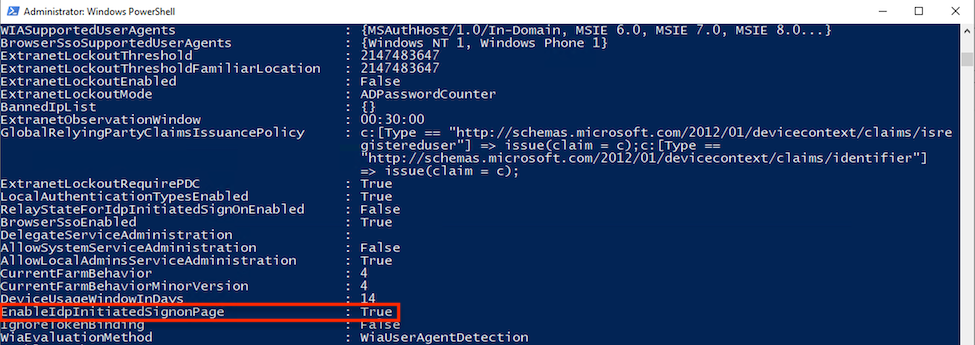 Administrator: Windows PowerShell
WIASupportedUserAgents : {MSAuthHost/1.0/In-Domain, MSIE 6.0, MSIE 7.0, MSIE 8.0...}
BrowserSsoSupportedUserAgents : {Windows NT 1, Windows Phone 1}
ExtranetLockoutThreshold : 2147483647
ExtranetLockoutThresholdFamiliarLocation : 2147483647
ExtranetLockoutEnabled : False
ExtranetLockoutMode : ADPasswordCounter
BannedIpList : {}
ExtranetObservationWindow : 00:30:00
GlobalRelyingPartyClaimsIssuancePolicy : c:[Type == "http://schemas.microsoft.com/2012/01/devicecontext/claims/isre
gistereduser"] => issue(claim = c);c:[Type ==
"http://schemas.microsoft.com/2012/01/devicecontext/claims/identifier"]
=> issue(claim = c);
ExtranetLockoutRequirePDC : True
LocalAuthenticationTypesEnabled : True
RelayStateForIdpInitiatedSignOnEnabled : False
BrowserSsoEnabled : True
DelegateServiceAdministration :
AllowSystemServiceAdministration : False
AllowLocalAdminsServiceAdministration : True
CurrentFarmBehavior : 4
CurrentFarmBehaviorMinorVersion : 4
DeviceUsageWindowInDays : 14
EnableIdpInitiatedSignonPage : True
IgnoreTokenBinding : False
WiaEvaluationMethod : WiaUserAgentDetection